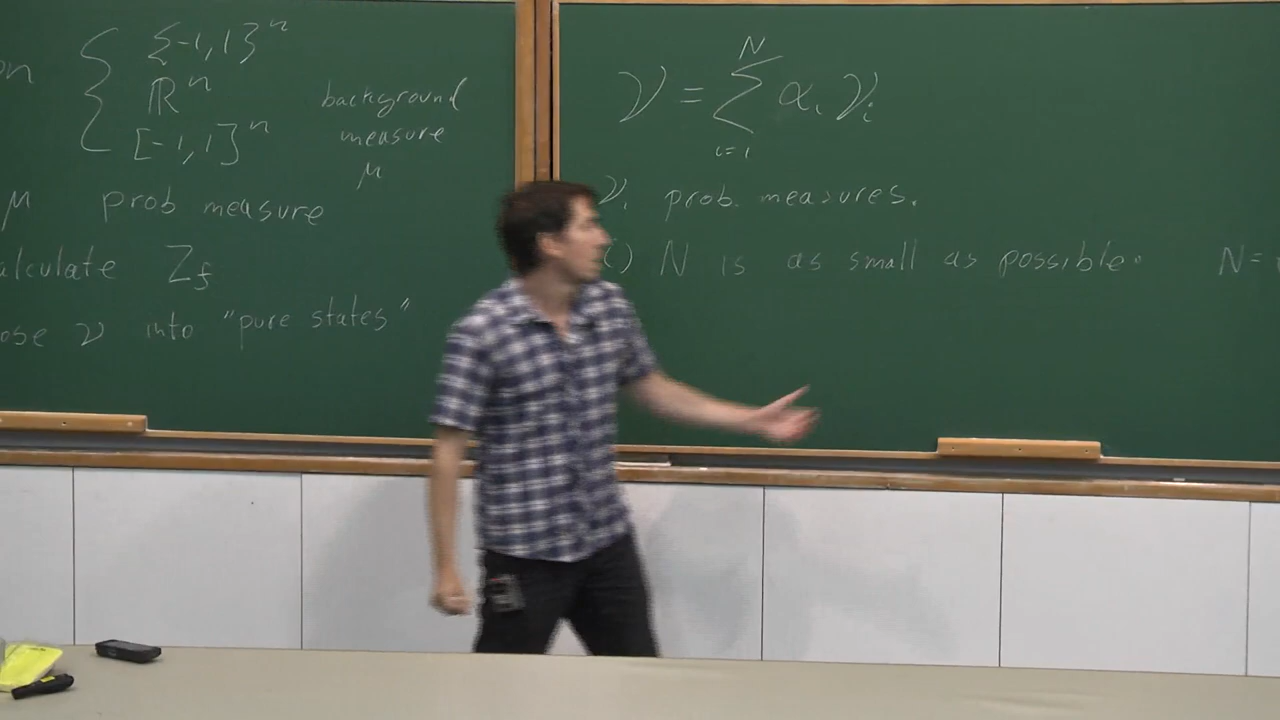 on { {-1,1}^n
ℝ^n
[-1,1]^n
background
measure
μ
μ prob measure
alculate Z_f
ose ν into "pure states"
ν = Σ_{i=1}^{N} α_i ν_i
ν_i prob. measures.
) N is as small as possible. N=